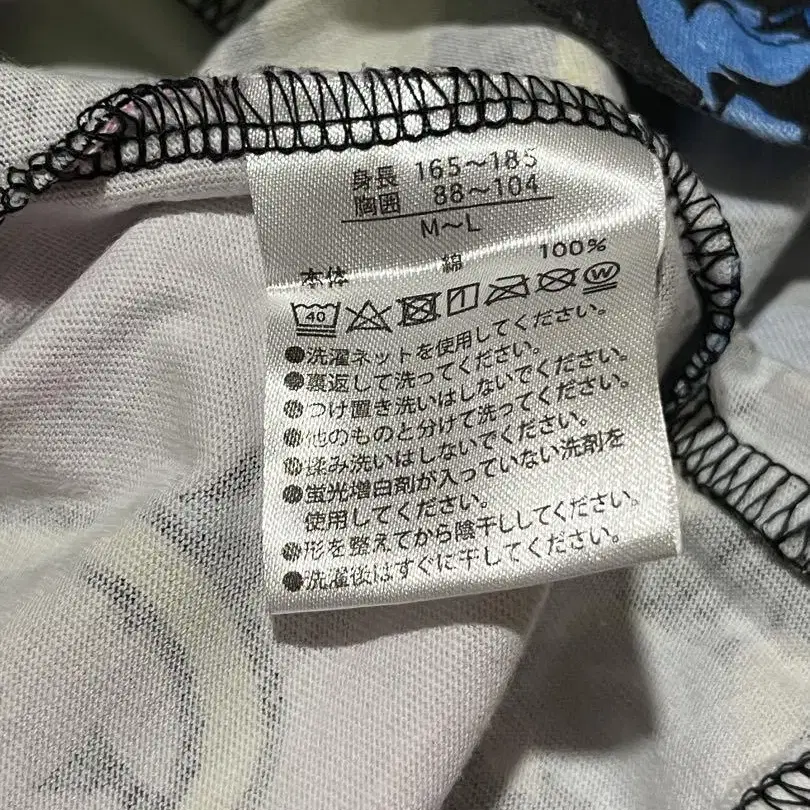 身長 165～185
胸囲 88～104
M～L
本体 綿 100%
40 W
●洗濯ネットを使用してください。
●裏返して洗ってください。
●つけ置き洗いはしないでください。
●他のものと分けて洗ってください。
●揉み洗いはしないでください。
●蛍光増白剤が入っていない洗剤を
使用してください。
●形を整えてから陰干ししてください。
●洗濯後はすぐに干してください。